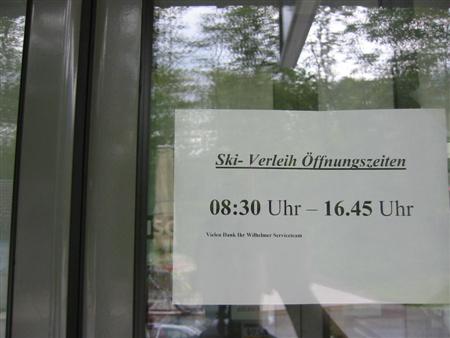 Ski- Verleih Öffnungszeiten
08:30 Uhr – 16.45 Uhr
Vielen Dank Ihr Wilhelmer Serviceteam